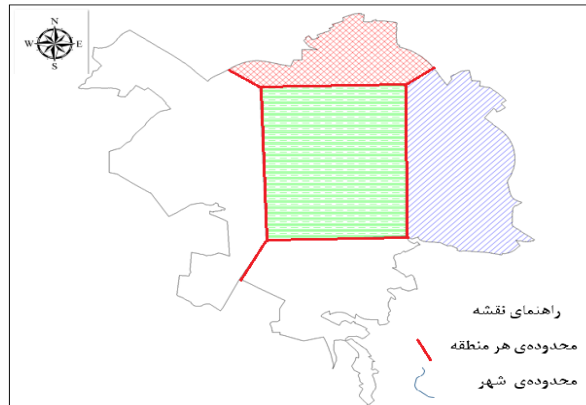 N
W E
S
راهنمای نقشه
محدوده‌ی هر منطقه
محدوده‌ی شهر